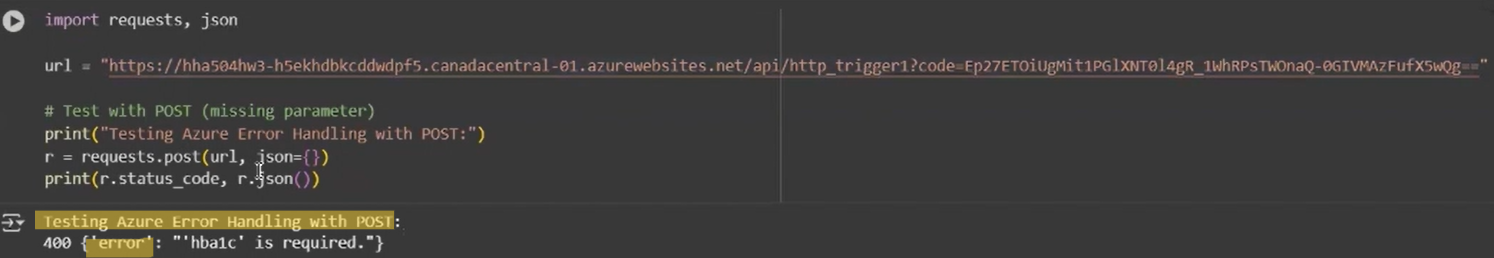 import requests, json
url = "https://hha504hw3-h5ekhdbkcddwdpf5.canadacentral-01.azurewebsites.net/api/http_trigger1?code=Ep27ETOiUgMit1PGlXNT0l4gR_1WhRPsTWOnaQ-0GIVMAzFufX5wQg=="
# Test with POST (missing parameter)
print("Testing Azure Error Handling with POST:")
r = requests.post(url, json={})
print(r.status_code, r.json())
Testing Azure Error Handling with POST:
400 {'error': "'hba1c' is required."}